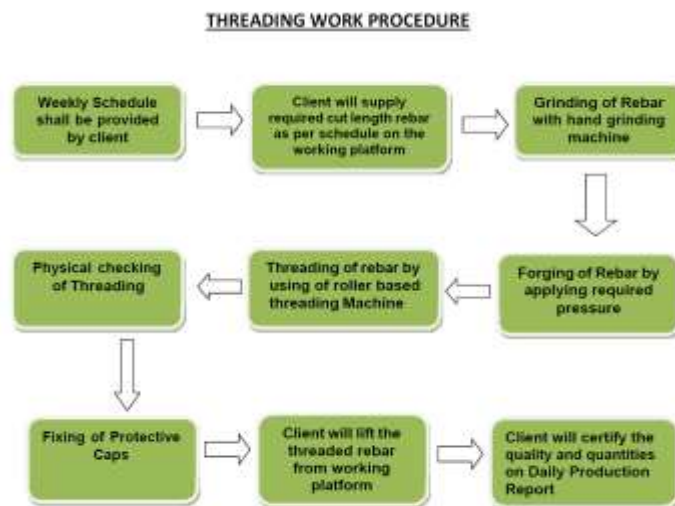 THREADING WORK PROCEDURE
Weekly Schedule
shall be provided
by client
Client will supply
required cut length rebar
as per schedule on the
working platform
Grinding of Rebar
with hand grinding
machine
Forging of Rebar by
applying required
pressure
Threading of rebar by
using of roller based
threading Machine
Physical checking
of Threading
Fixing of Protective
Caps
Client will lift the
threaded rebar
from working
platform
Client will certify the
quality and quantities
on Daily Production
Report